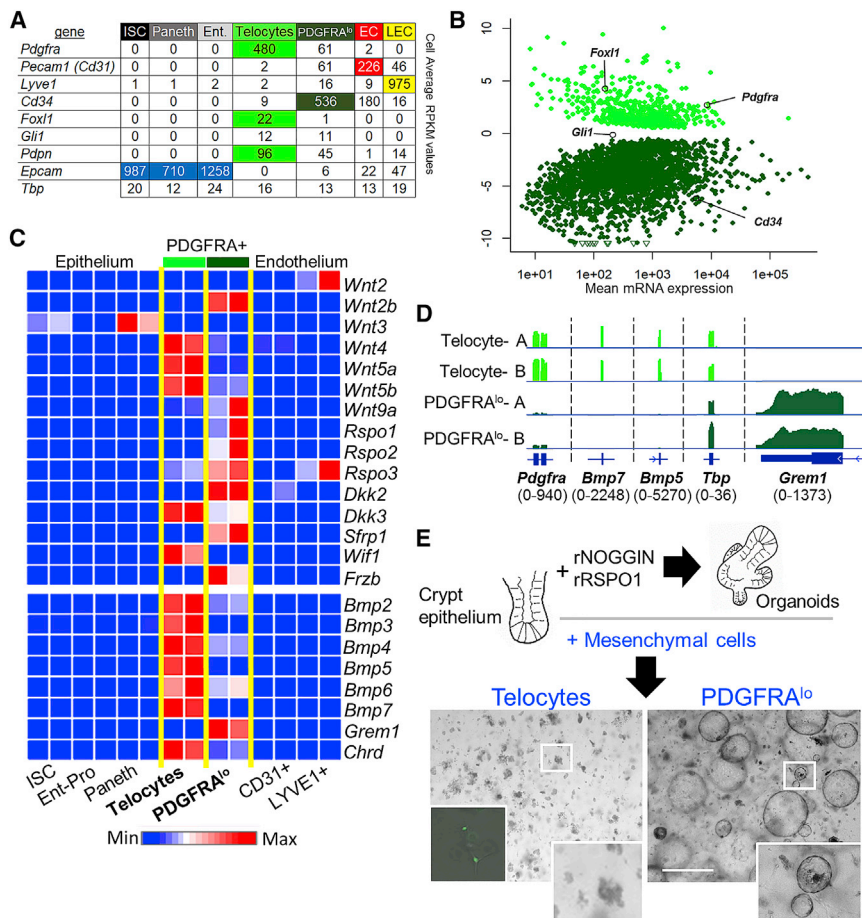 A
gene ISC Paneth Ent. Telocytes PDGFRAlo EC LEC
Pdgfra 0 0 0 480 61 2 0
Pecam1 (Cd31) 0 0 0 2 61 226 46
Lyve1 1 1 2 2 16 9 975
Cd34 0 0 0 9 536 180 16
Foxl1 0 0 0 22 1 0 0
Gli1 0 0 0 12 11 0 0
Pdpn 0 0 0 96 45 1 14
Epcam 987 710 1258 0 6 22 47
Tbp 20 12 24 16 13 13 19
Cell Average RPKM values
B
10
5
0
-5
-10
Foxl1
Pdgfra
Gli1
Cd34
1e+01 1e+02 1e+03 1e+04 1e+05
Mean mRNA expression
C
PDGFRA+
Epithelium Endothelium
Wnt2
Wnt2b
Wnt3
Wnt4
Wnt5a
Wnt5b
Wnt9a
Rspo1
Rspo2
Rspo3
Dkk2
Dkk3
Sfrp1
Wif1
Frzb
Bmp2
Bmp3
Bmp4
Bmp5
Bmp6
Bmp7
Grem1
Chrd
ISC
Ent-Pro
Paneth
Telocytes
PDGFRAlo
CD31+
LYVE1+
Min Max
D
Telocyte- A
Telocyte- B
PDGFRAlo- A
PDGFRAlo- B
Pdgfra Bmp7 Bmp5 Tbp Grem1
(0-940) (0-2248) (0-5270) (0-36) (0-1373)
E
Crypt
epithelium
+ rNOGGIN
rRSPO1
Organoids
+ Mesenchymal cells
Telocytes PDGFRAlo